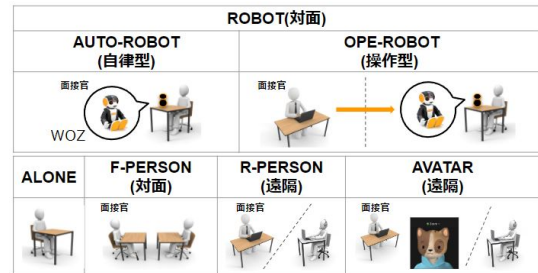 ROBOT(対面)
AUTO-ROBOT
(自律型)
OPE-ROBOT
(操作型)
面接官
WOZ
面接官
ALONE
F-PERSON
(対面)
R-PERSON
(遠隔)
AVATAR
(遠隔)
面接官
面接官
面接官